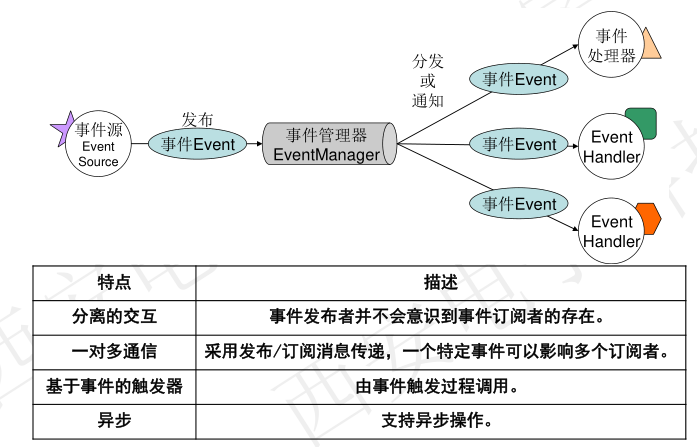 事件
处理器
分发
或
通知
事件Event
发布
事件源
Event
Source
事件Event
事件管理器
EventManager
事件Event
Event
Handler
事件Event
Event
Handler
特点 描述
分离的交互 事件发布者并不会意识到事件订阅者的存在。
一对多通信 采用发布/订阅消息传递，一个特定事件可以影响多个订阅者。
基于事件的触发器 由事件触发过程调用。
异步 支持异步操作。